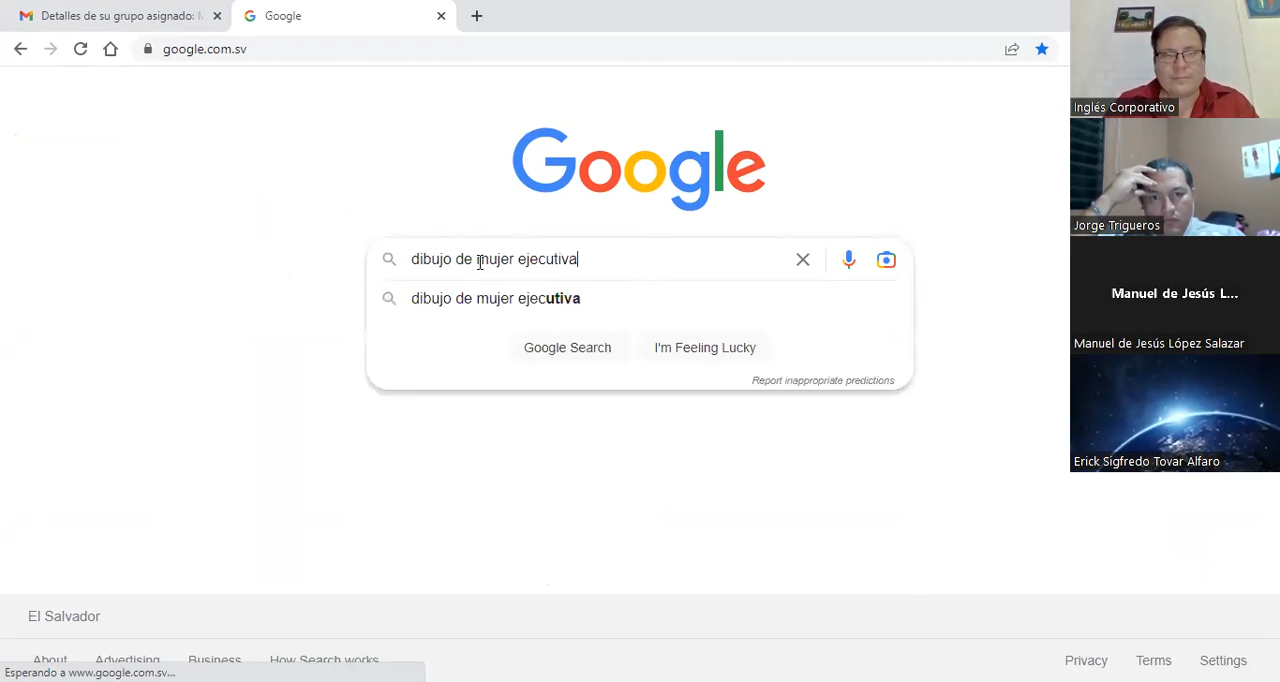 Detalles de su grupo asignado: M
Google
google.com.sv
Google
dibujo de mujer ejecutiva
dibujo de mujer ejecutiva
Google Search
I'm Feeling Lucky
Report inappropriate predictions
El Salvador
About
Advertising
Business
How Search works
Privacy
Terms
Settings
Esperando a www.google.com.sv...
Inglés Corporativo
Jorge Trigueros
Manuel de Jesús L...
Manuel de Jesús López Salazar
Erick Sigfredo Tovar Alfaro